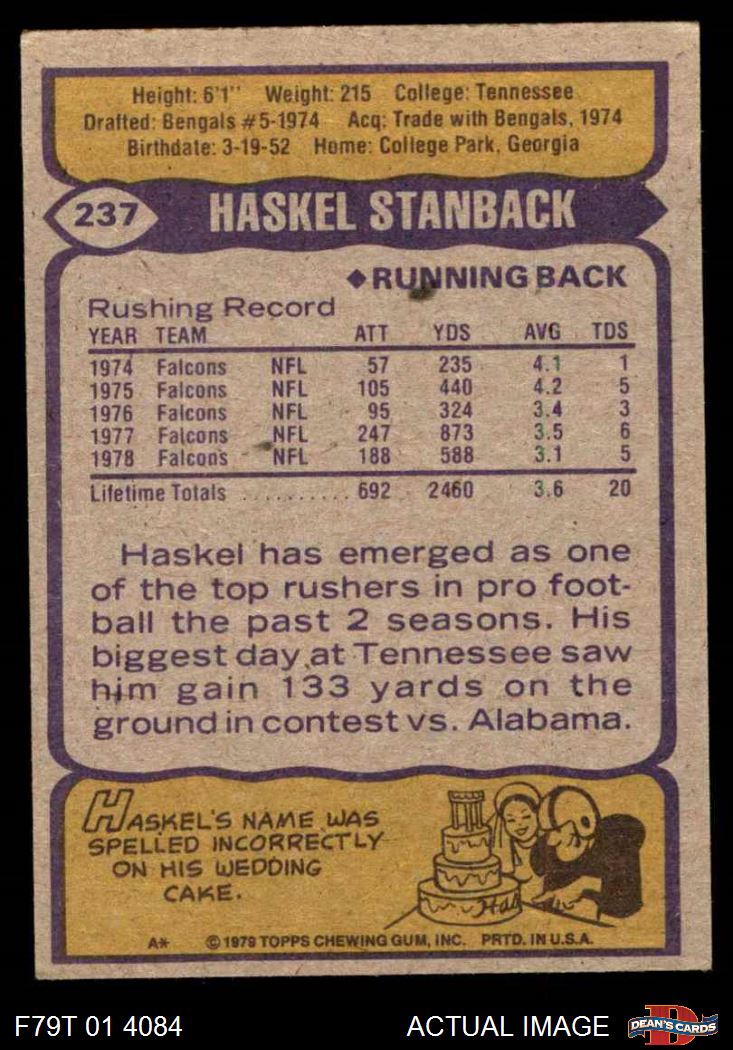 Height: 6'1" Weight: 215 College: Tennessee
Drafted: Bengals #5-1974 Acq: Trade with Bengals, 1974
Birthdate: 3-19-52 Home: College Park, Georgia
237 HASKEL STANBACK
◆RUNNING BACK
Rushing Record
YEAR TEAM ATT YDS AVG TDS
1974 Falcons NFL 57 235 4.1 1
1975 Falcons NFL 105 440 4.2 5
1976 Falcons NFL 95 324 3.4 3
1977 Falcons NFL 247 873 3.5 6
1978 Falcons NFL 188 588 3.1 5
Lifetime Totals .......... 692 2460 3.6 20
Haskel has emerged as one
of the top rushers in pro foot-
ball the past 2 seasons. His
biggest day at Tennessee saw
him gain 133 yards on the
ground in contest vs. Alabama.
HASKEL'S NAME WAS
SPELLED INCORRECTLY
ON HIS WEDDING
CAKE.
Has
A* © 1979 TOPPS CHEWING GUM, INC. PRTD. IN U.S.A.
F79T 01 4084 ACTUAL IMAGE D DEAN'S CARDS